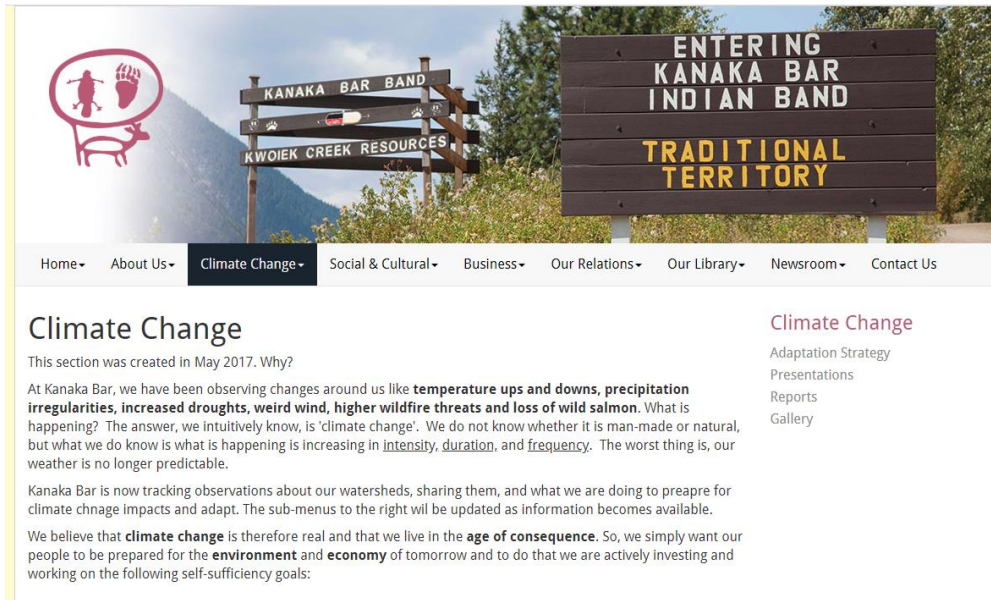 KANAKA BAR BAND
KWOIEK CREEK RESOURCES
ENTERING
KANAKA BAR
INDIAN BAND
TRADITIONAL
TERRITORY
Home About Us Climate Change Social & Cultural Business Our Relations Our Library Newsroom Contact Us
Climate Change
This section was created in May 2017. Why?
At Kanaka Bar, we have been observing changes around us like temperature ups and downs, precipitation
irregularities, increased droughts, weird wind, higher wildfire threats and loss of wild salmon. What is
happening? The answer, we intuitively know, is 'climate change'. We do not know whether it is man-made or natural,
but what we do know is what is happening is increasing in intensity, duration, and frequency. The worst thing is, our
weather is no longer predictable.
Kanaka Bar is now tracking observations about our watersheds, sharing them, and what we are doing to preapre for
climate chnage impacts and adapt. The sub-menus to the right wil be updated as information becomes available.
We believe that climate change is therefore real and that we live in the age of consequence. So, we simply want our
people to be prepared for the environment and economy of tomorrow and to do that we are actively investing and
working on the following self-sufficiency goals:
Climate Change
Adaptation Strategy
Presentations
Reports
Gallery